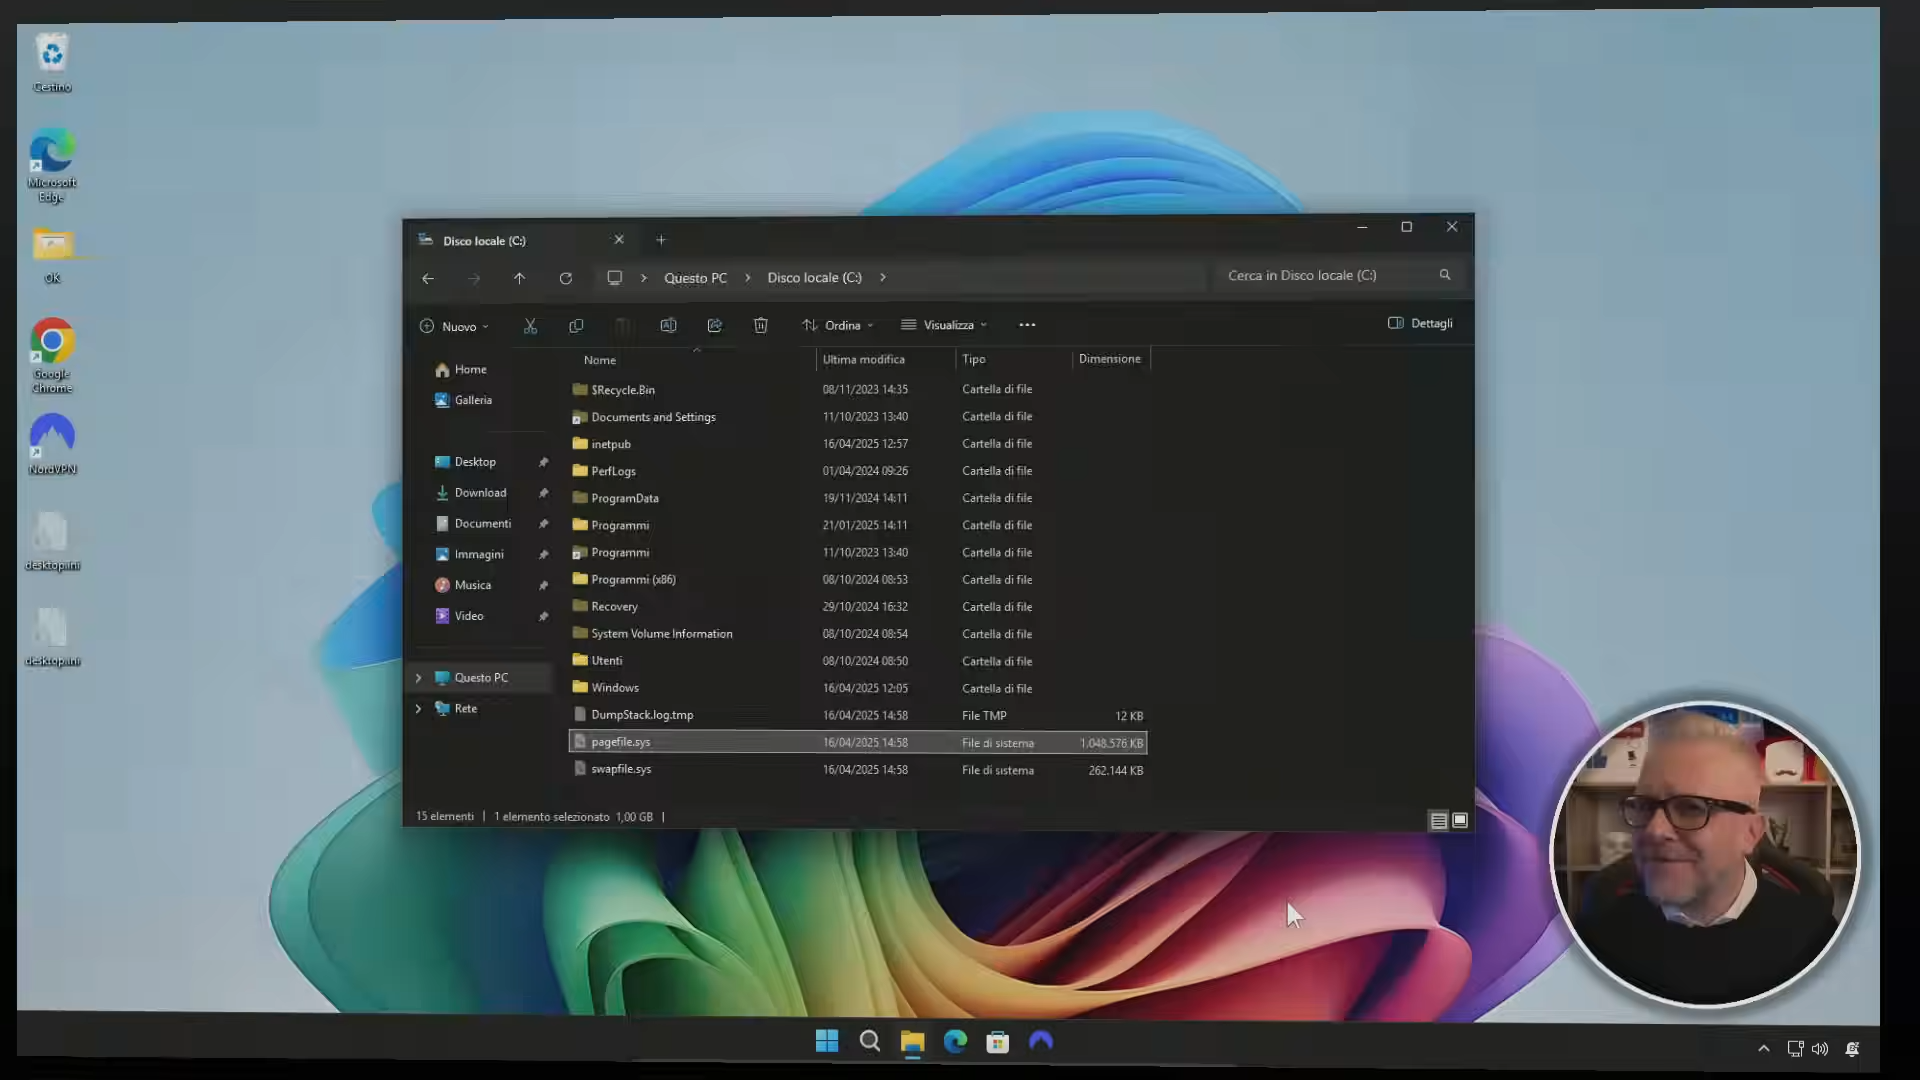 Cestino
Microsoft
Edge
OK
Google
Chrome
NordVPN
desktop.ini
desktop.ini
Disco locale (C:)
Questo PC
Disco locale (C:)
Cerca in Disco locale (C:)
Nuovo
Ordina
Visualizza
Dettagli
Home
Galleria
Desktop
Download
Documenti
Immagini
Musica
Video
Questo PC
Rete
Nome Ultima modifica Tipo Dimensione
$Recycle.Bin 08/11/2023 14:35 Cartella di file
Documents and Settings 11/10/2023 13:40 Cartella di file
inetpub 16/04/2025 12:57 Cartella di file
PerfLogs 01/04/2024 09:26 Cartella di file
ProgramData 19/11/2024 14:11 Cartella di file
Programmi 21/01/2025 14:11 Cartella di file
Programmi 11/10/2023 13:40 Cartella di file
Programmi (x86) 08/10/2024 08:53 Cartella di file
Recovery 29/10/2024 16:32 Cartella di file
System Volume Information 08/10/2024 08:54 Cartella di file
Utenti 08/10/2024 08:50 Cartella di file
Windows 16/04/2025 12:05 Cartella di file
DumpStack.log.tmp 16/04/2025 14:58 File TMP 12 KB
pagefile.sys 16/04/2025 14:58 File di sistema 1.048.576 KB
swapfile.sys 16/04/2025 14:58 File di sistema 262.144 KB
15 elementi 1 elemento selezionato 1,00 GB